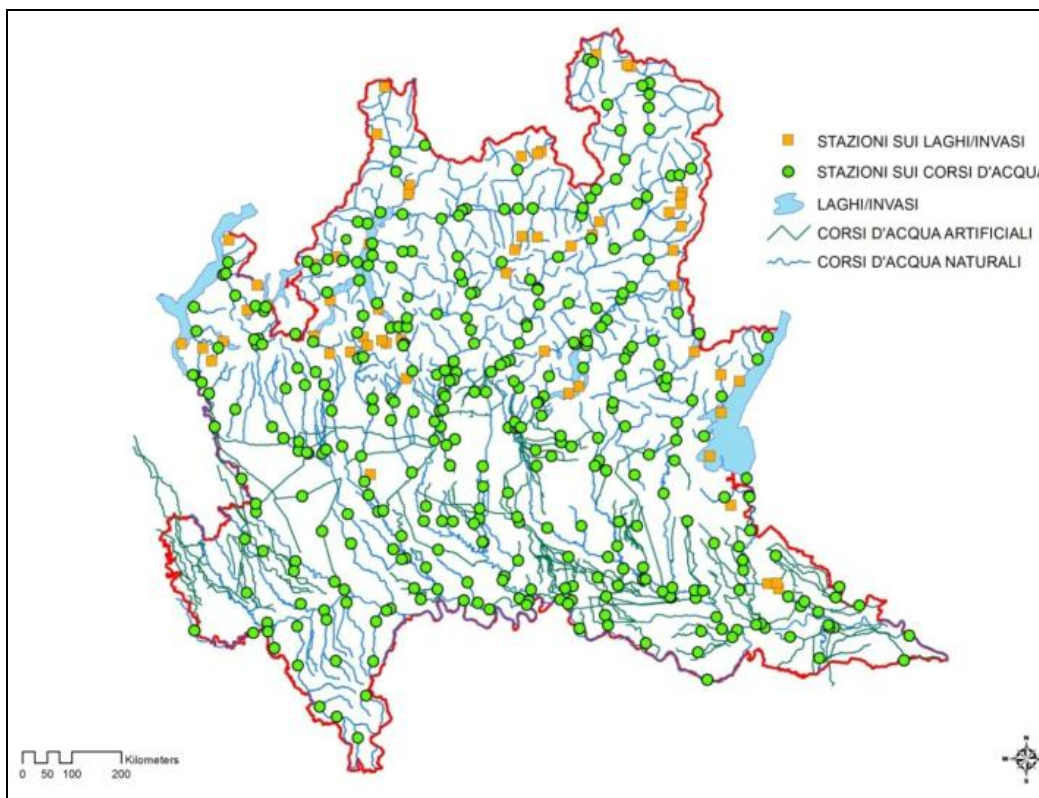 STAZIONI SUI LAGHI/INVASI
STAZIONI SUI CORSI D'ACQUA
LAGHI/INVASI
CORSI D'ACQUA ARTIFICIALI
CORSI D'ACQUA NATURALI
Kilometers
0 50 100 200
N
W E
S